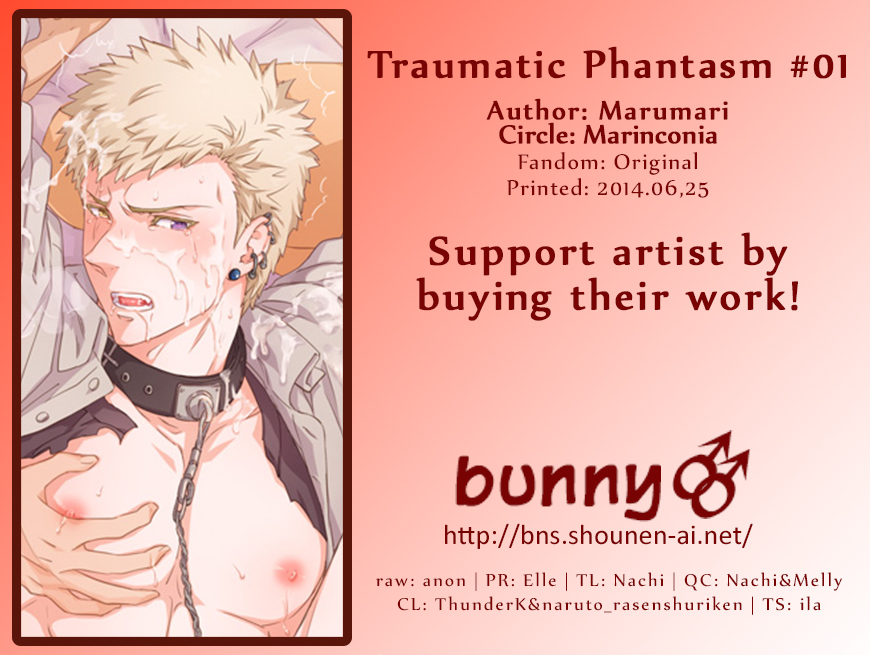 Traumatic Phantasm #01
Author: Marumari
Circle: Marinconia
Fandom: Original
Printed: 2014.06,25
Support artist by
buying their work!
bunny
http://bns.shounen-ai.net/
raw: anon | PR: Elle | TL: Nachi | QC: Nachi&Melly
CL: ThunderK&naruto_rasenshuriken | TS: ila